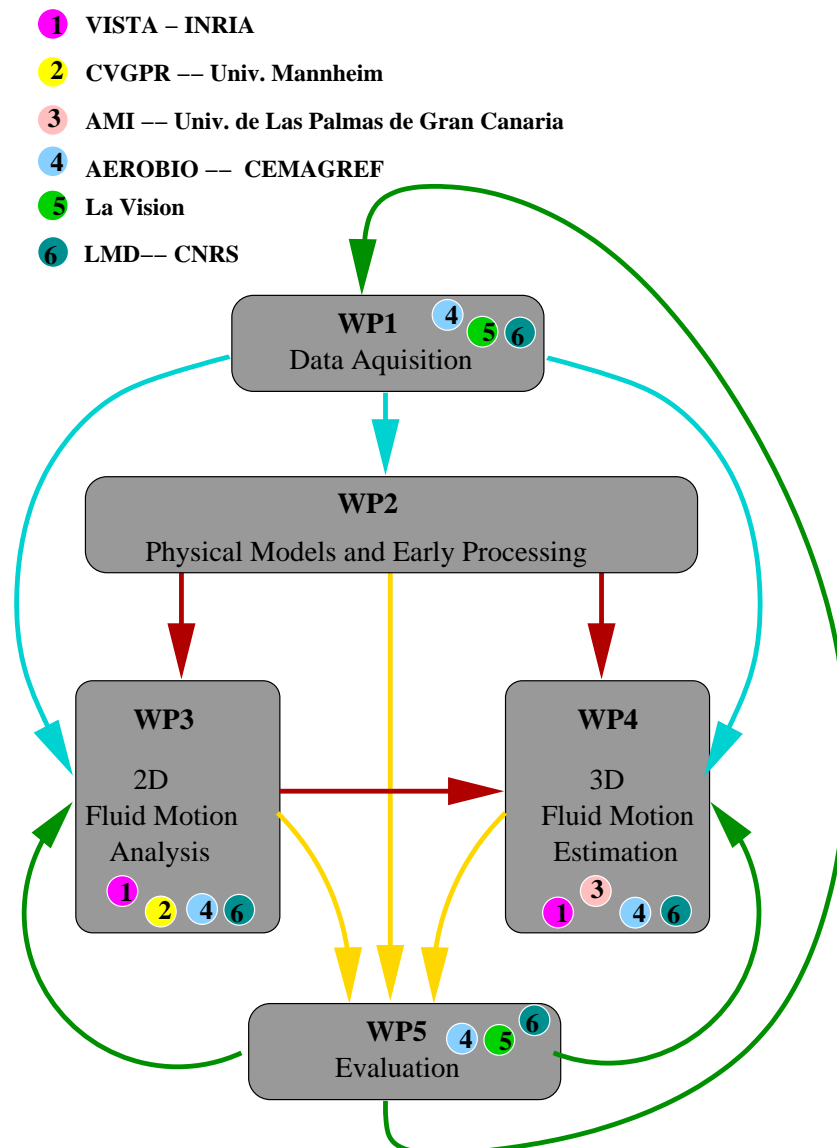 1 VISTA – INRIA
2 CVGPR –– Univ. Mannheim
3 AMI –– Univ. de Las Palmas de Gran Canaria
4 AEROBIO –– CEMAGREF
5 La Vision
6 LMD–– CNRS
WP1
4 5 6
Data Aquisition
WP2
Physical Models and Early Processing
WP3
2D
Fluid Motion
Analysis
1 2 4 6
WP4
3D
Fluid Motion
Estimation
1 3 4 6
WP5
4 5 6
Evaluation